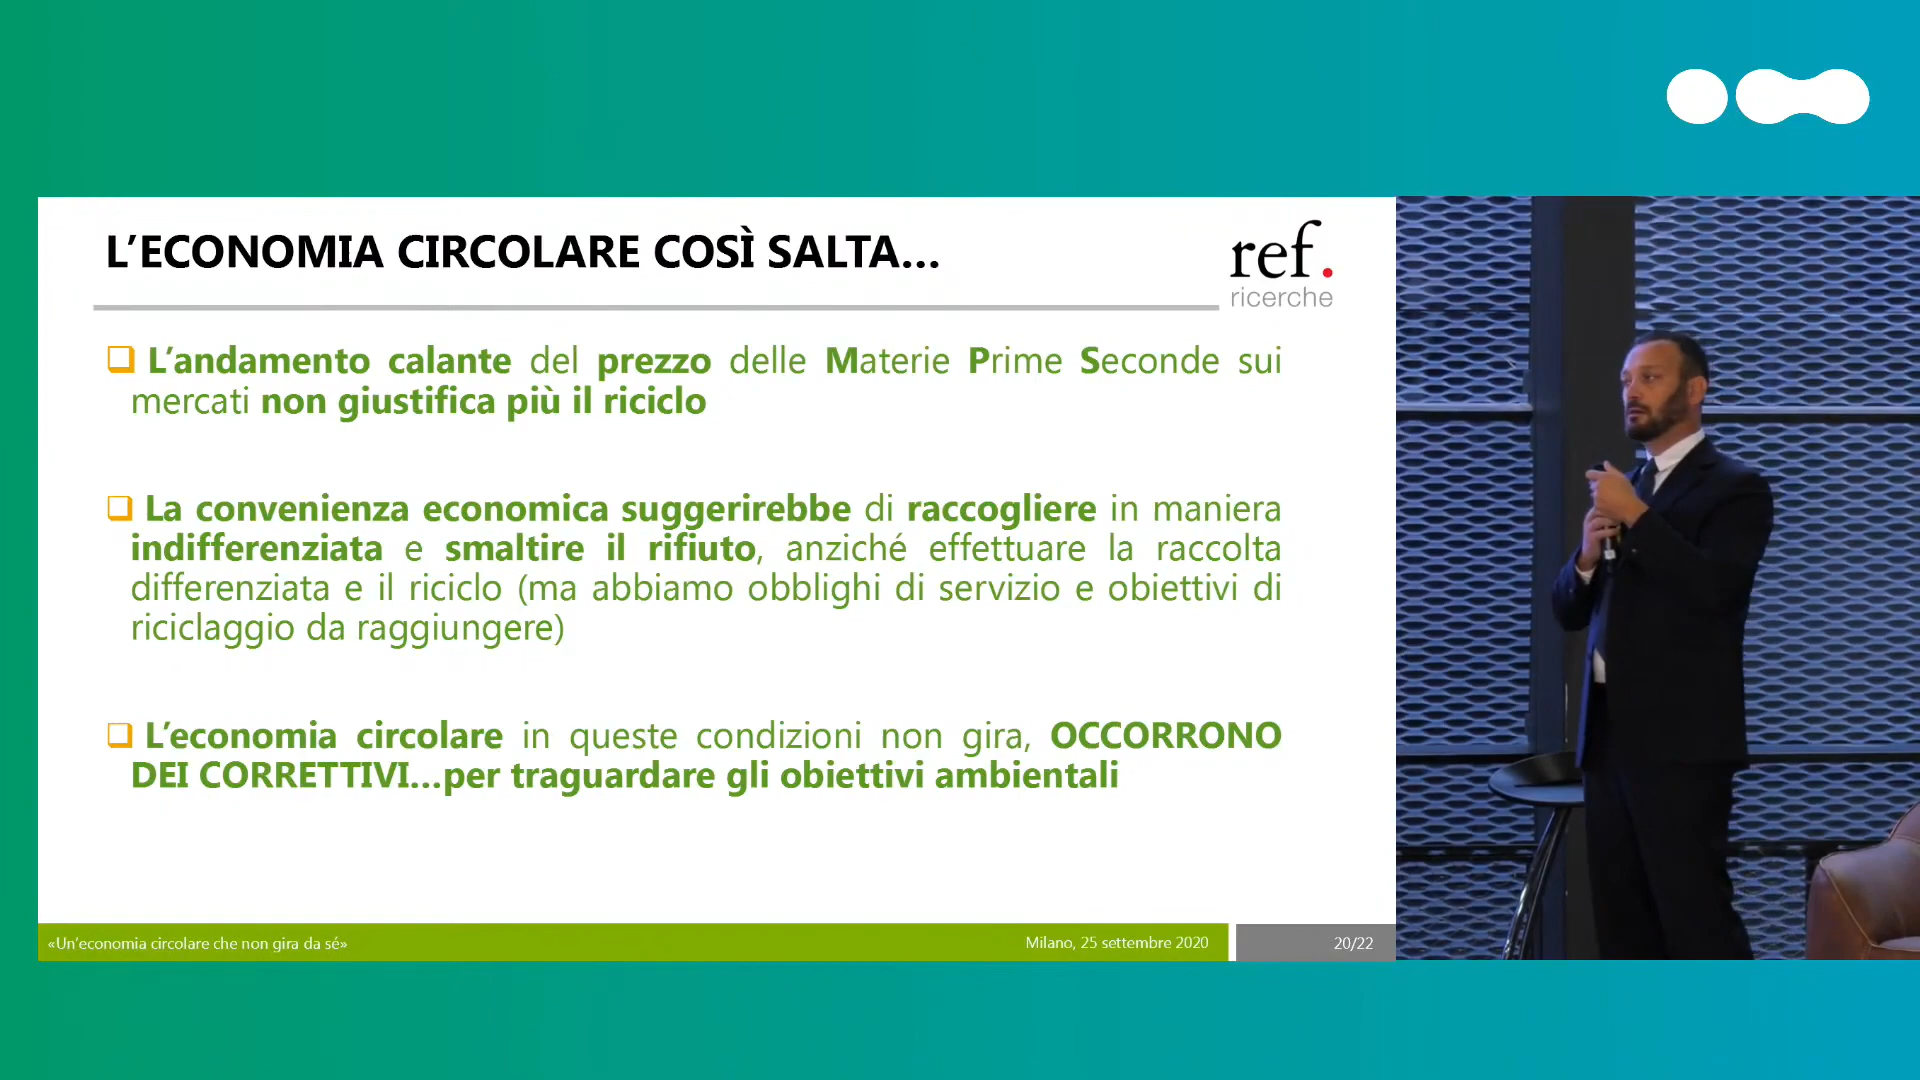 L'ECONOMIA CIRCOLARE COSÌ SALTA...
ref.
ricerche
L'andamento calante del prezzo delle Materie Prime Seconde sui
mercati non giustifica più il riciclo
La convenienza economica suggerirebbe di raccogliere in maniera
indifferenziata e smaltire il rifiuto, anziché effettuare la raccolta
differenziata e il riciclo (ma abbiamo obblighi di servizio e obiettivi di
riciclaggio da raggiungere)
L'economia circolare in queste condizioni non gira, OCCORRONO
DEI CORRETTIVI...per traguardare gli obiettivi ambientali
«Un'economia circolare che non gira da sé»
Milano, 25 settembre 2020
20/22